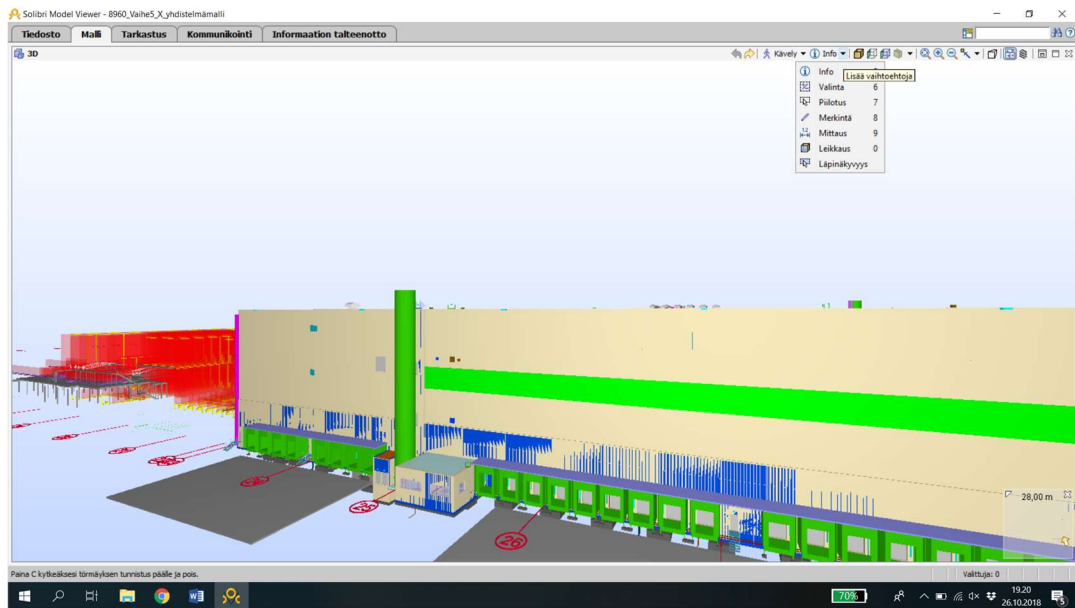 Solibri Model Viewer - 8960_Vaihe5_X_yhdistelmämalli
Tiedosto Malli Tarkastus Kommunikointi Informaation talteenotto
3D
Kävely Info
Info
Lisää vaihtoehtoja
Valinta 6
Piilotus 7
Merkintä 8
Mittaus 9
Leikkaus 0
Läpinäkyvyys
28,00 m
26
Paina C kytkeäksesi törmäyksen tunnistus päälle ja pois.
Valittuja: 0
70%
19.20
26.10.2018